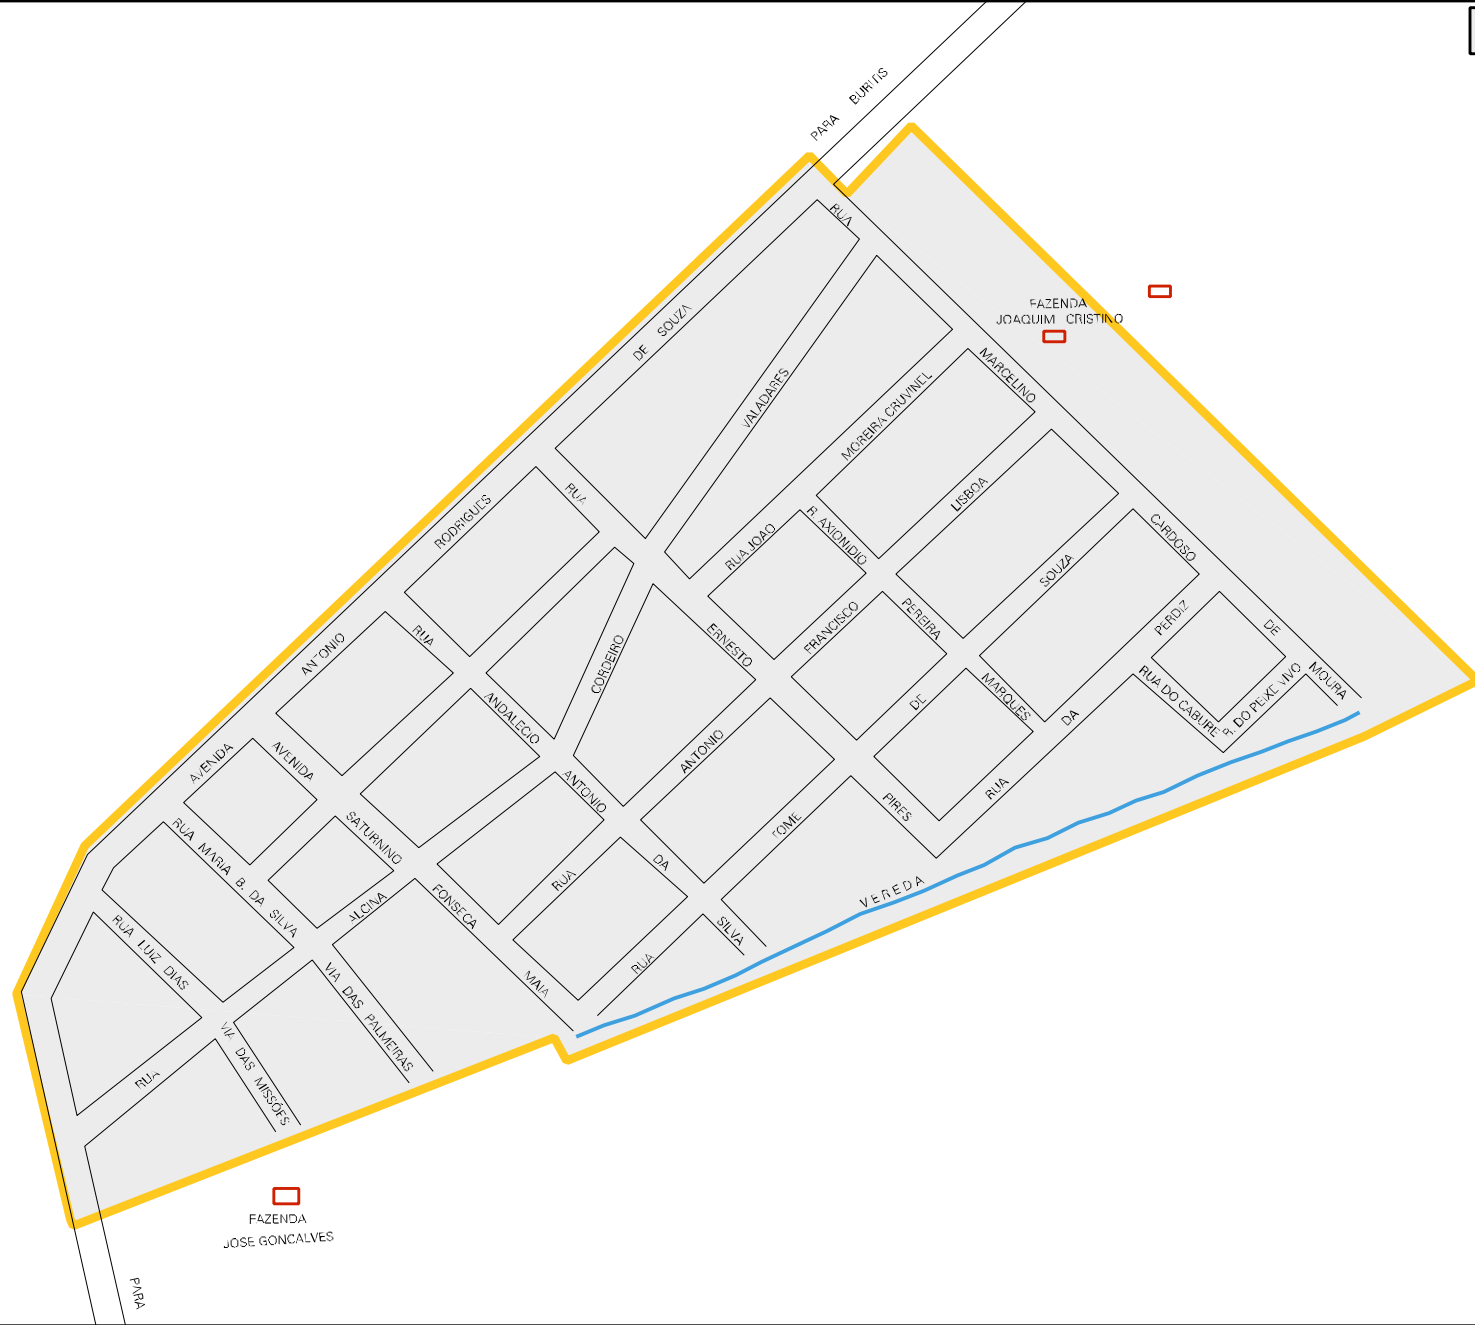 PARA BURITIS
RUA
DE SOUZA
FAZENDA
JOAQUIM CRISTINO
VALADARES
MARCELINO
MOREIRA CRUVINEL
RODRIGUES
RUA
LISBOA
R. AXIONIDIO
RUA JOAO
CARDOSO
SOUZA
ANTONIO
RUA
CORDEIRO
ERNESTO
FRANCISCO
PEREIRA
PERDIZ
DE
MOURA
AVENIDA
AVENIDA
ANDALECIO
ANTONIO
ANTONIO
DE
MARQUES
DA
RUA DO CABURE
R. DO PEIXE VIVO
RUA MARIA B. DA SILVA
SATURNINO
TOME
PIRES
RUA
RUA LUIZ DIAS
ALCINA
FONSECA
RUA
DA
VEREDA
SILVA
VIA DAS PALMEIRAS
MAIA
RUA
VIA DAS MISSÕES
RUA
FAZENDA
JOSE GONCALVES
PARA